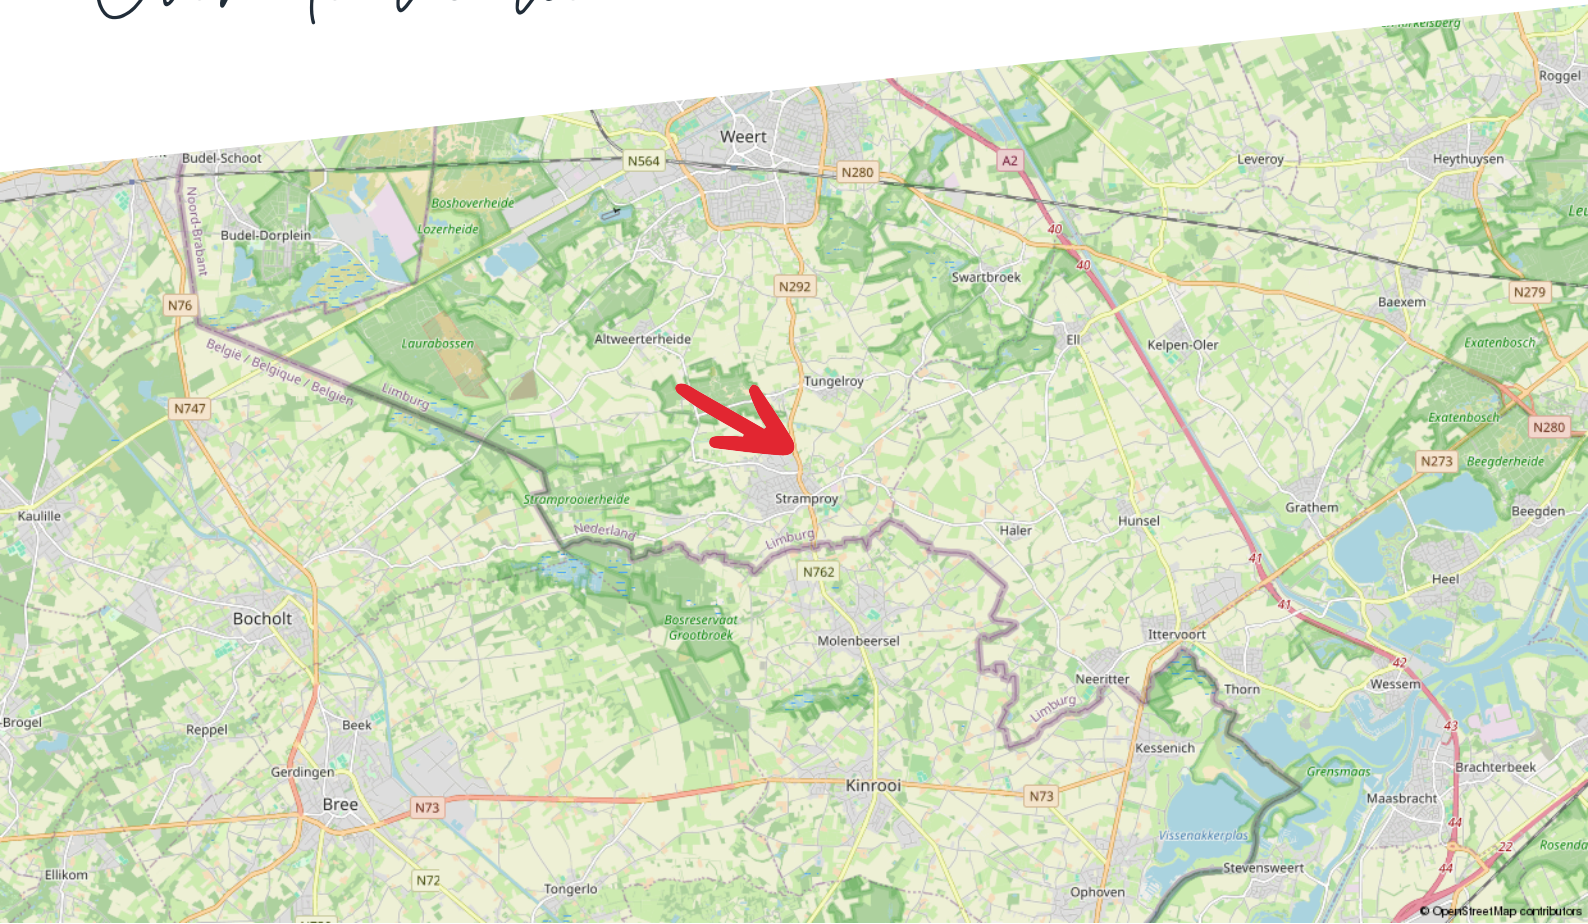 en Kirkelsberg
Roggel
Weert
Budel-Schoot
N564
A2
Leveroy
Heythuysen
N280
Noord-Brabant
Boshoverheide
Lozerheide
Budel-Dorplein
40
40
Swartbroek
N76
N292
N279
Baexem
België / Belgique / Belgien
Laurabossen
Altweerterheide
Ell
Kelpen-Oler
Exatenbosch
Limburg
Tungelroy
N747
Exatenbosch
N280
N273
Beegderheide
Stramprooierheide
Stramproy
Grathem
Beegden
Kaulille
Nederland
Limburg
Haler
Hunsel
41
N762
Heel
41
Bocholt
Bosreservaat
Grootbroek
Molenbeersel
Ittervoort
42
Neeritter
Thorn
Wessem
Limburg
-Brogel
Reppel
Beek
43
Kessenich
Gerdingen
Grensmaas
Brachterbeek
Kinrooi
Bree
N73
N73
Maasbracht
44
Vissenakkerplas
22
Rosenda
44
Stevensweert
Ellikom
N72
Tongerlo
Ophoven
© OpenStreetMap contributors